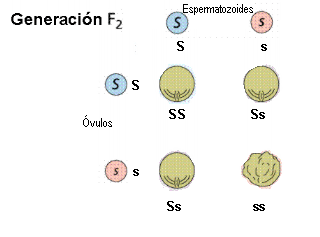 Generación F₂
Espermatozoides
S s
S s
S S
SS Ss
Óvulos
s s
Ss ss